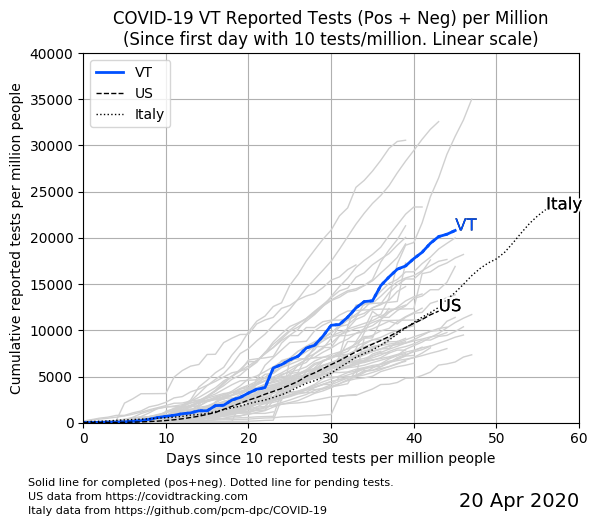 COVID-19 VT Reported Tests (Pos + Neg) per Million
(Since first day with 10 tests/million. Linear scale)
Cumulative reported tests per million people
40000
35000
30000
25000
20000
15000
10000
5000
0
VT
US
Italy
Italy
VT
US
0 10 20 30 40 50 60
Days since 10 reported tests per million people
Solid line for completed (pos+neg). Dotted line for pending tests.
US data from https://covidtracking.com
Italy data from https://github.com/pcm-dpc/COVID-19
20 Apr 2020